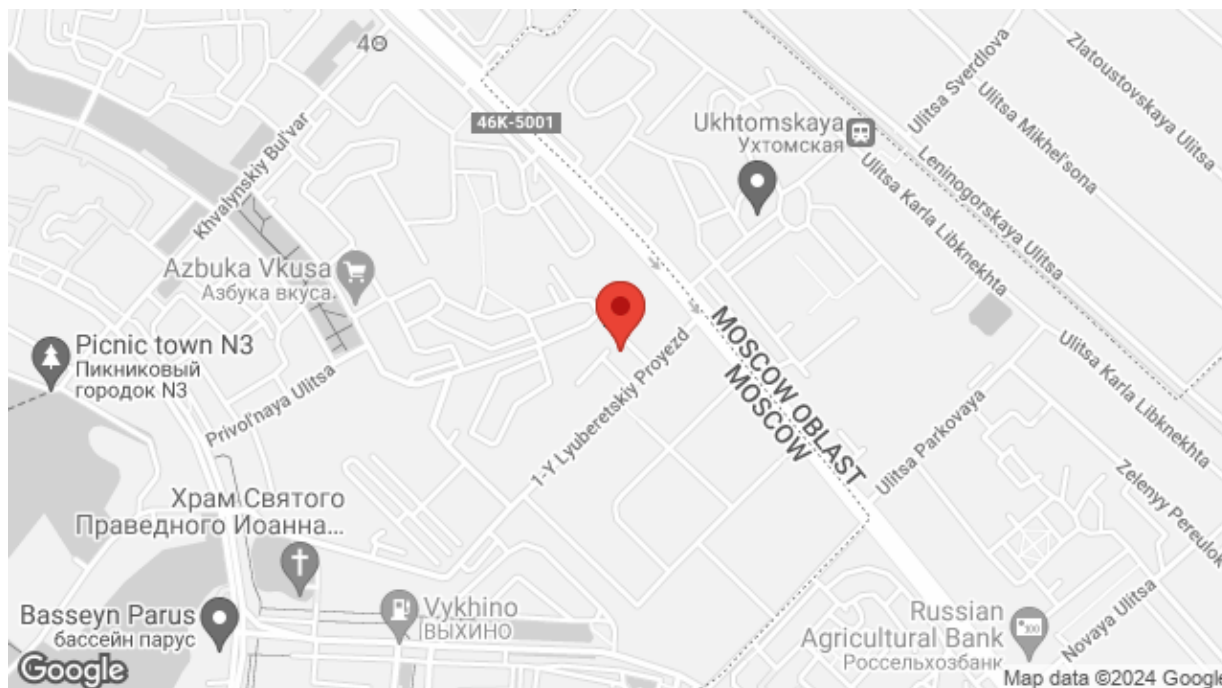 4
46K-5001
Ukhtomskaya
Ухтомская
Ulitsa Sverdlova
Zlatoustovskaya Ulitsa
Ulitsa Mikhel'sona
Leninogorskaya Ulitsa
Ulitsa Karla Libknekhta
Khvalynskiy Bul'var
Azbuka Vkusa
Азбука вкуса
Picnic town N3
Пикниковый
городок N3
Privol'naya Ulitsa
1-Y Lyuberetskiy Proyezd
MOSCOW OBLAST
MOSCOW
Ulitsa Karla Libknekhta
Ulitsa Parkovaya
Zelenyy Pereulok
Храм Святого
Праведного Иоанна...
Basseyn Parus
бассейн парус
Vykhino
ВЫХИНО
Russian
Agricultural Bank
Россельхозбанк
Novaya Ulitsa
Google
Map data ©2024 Google